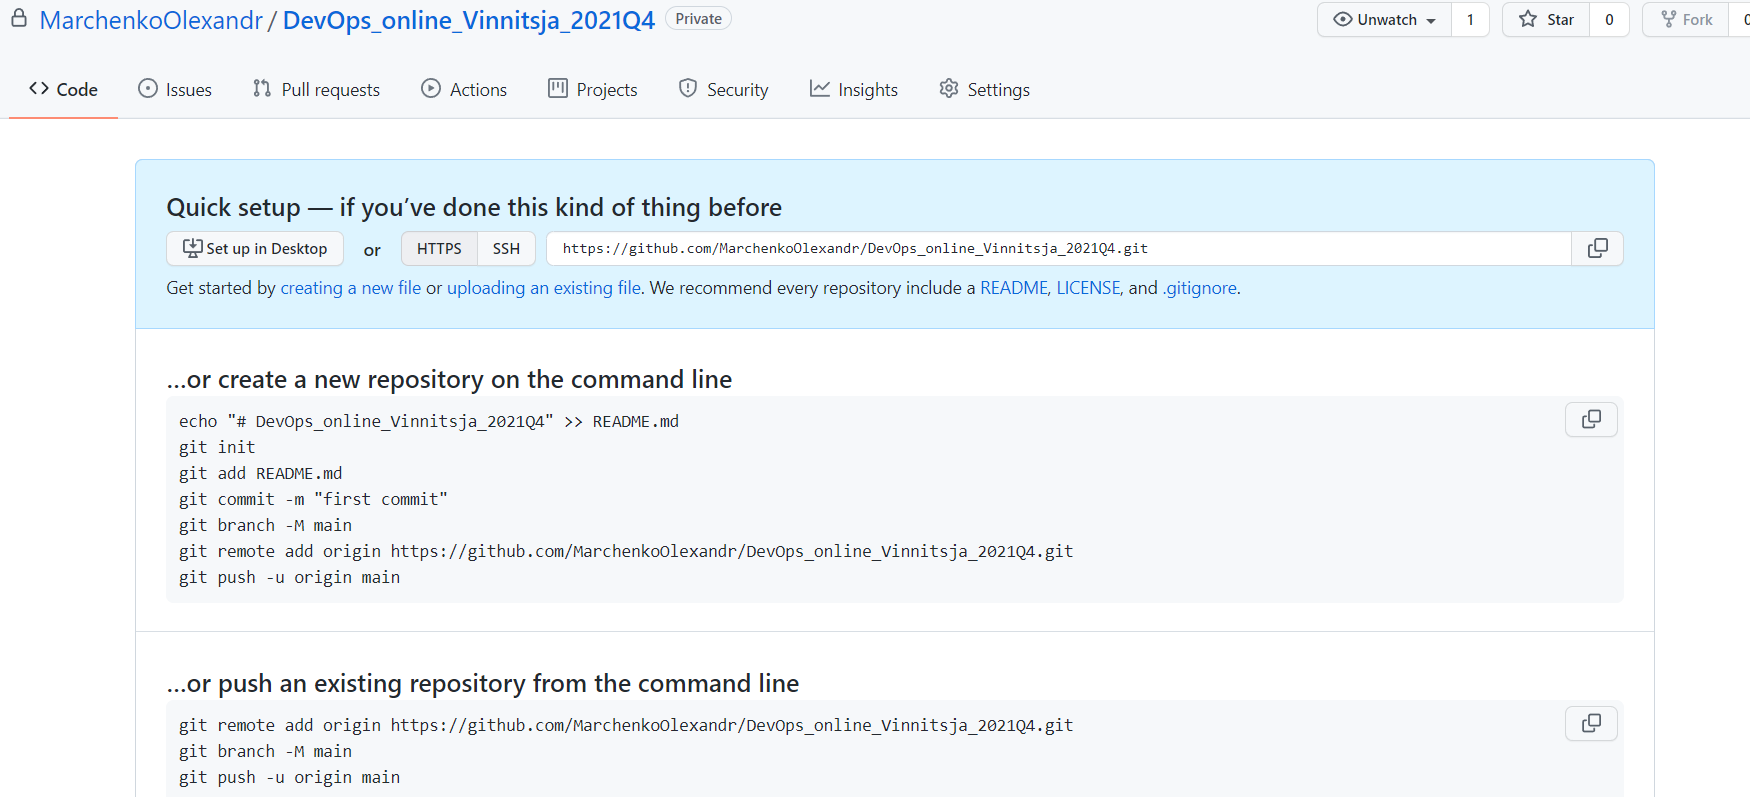 MarchenkoOlexandr / DevOps_online_Vinnitsja_2021Q4 Private
Unwatch 1 Star 0 Fork 0
Code Issues Pull requests Actions Projects Security Insights Settings
Quick setup — if you’ve done this kind of thing before
Set up in Desktop or HTTPS SSH https://github.com/MarchenkoOlexandr/DevOps_online_Vinnitsja_2021Q4.git
Get started by creating a new file or uploading an existing file. We recommend every repository include a README, LICENSE, and .gitignore.
…or create a new repository on the command line
echo "# DevOps_online_Vinnitsja_2021Q4" >> README.md
git init
git add README.md
git commit -m "first commit"
git branch -M main
git remote add origin https://github.com/MarchenkoOlexandr/DevOps_online_Vinnitsja_2021Q4.git
git push -u origin main
…or push an existing repository from the command line
git remote add origin https://github.com/MarchenkoOlexandr/DevOps_online_Vinnitsja_2021Q4.git
git branch -M main
git push -u origin main